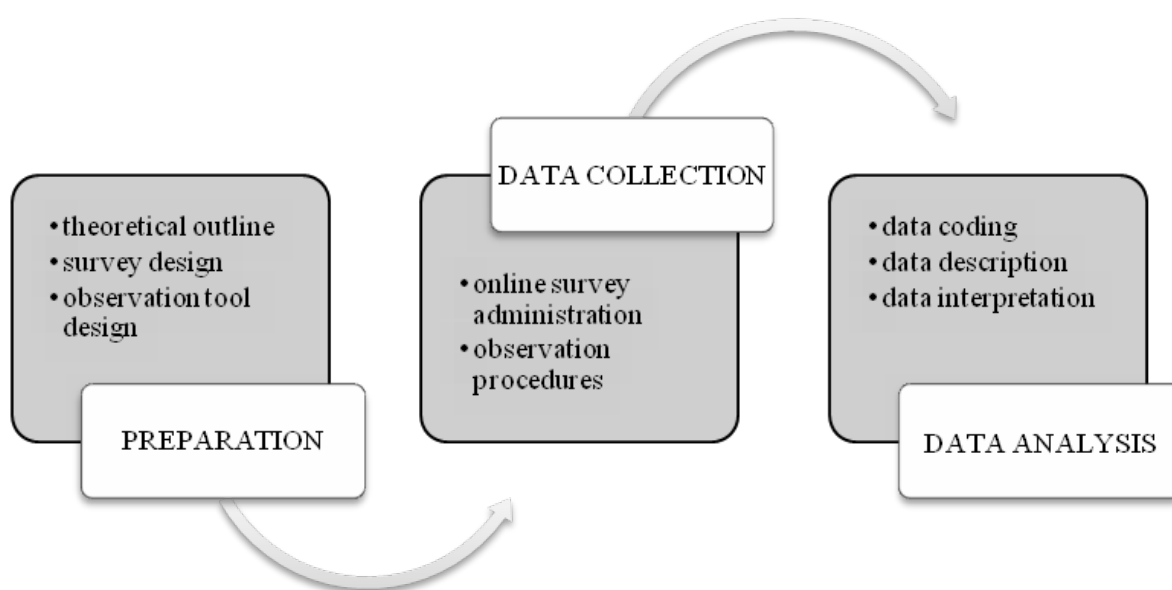 • theoretical outline
• survey design
• observation tool
design
PREPARATION
DATA COLLECTION
• online survey
administration
• observation
procedures
• data coding
• data description
• data interpretation
DATA ANALYSIS